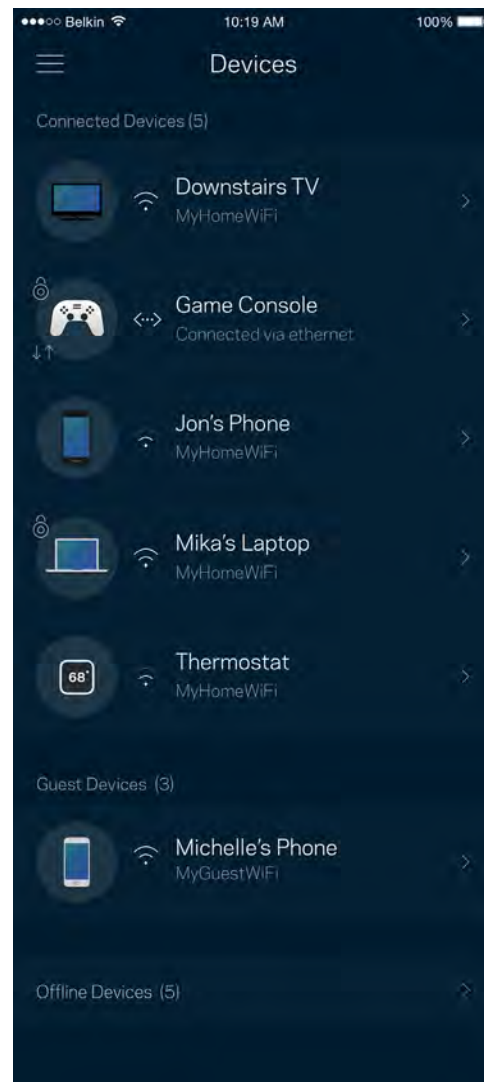 Belkin 10:19 AM 100%
Devices
Connected Devices (5)
Downstairs TV
MyHomeWiFi
Game Console
Connected via ethernet
Jon's Phone
MyHomeWiFi
Mika's Laptop
MyHomeWiFi
68°
Thermostat
MyHomeWiFi
Guest Devices (3)
Michelle's Phone
MyGuestWiFi
Offline Devices (5)